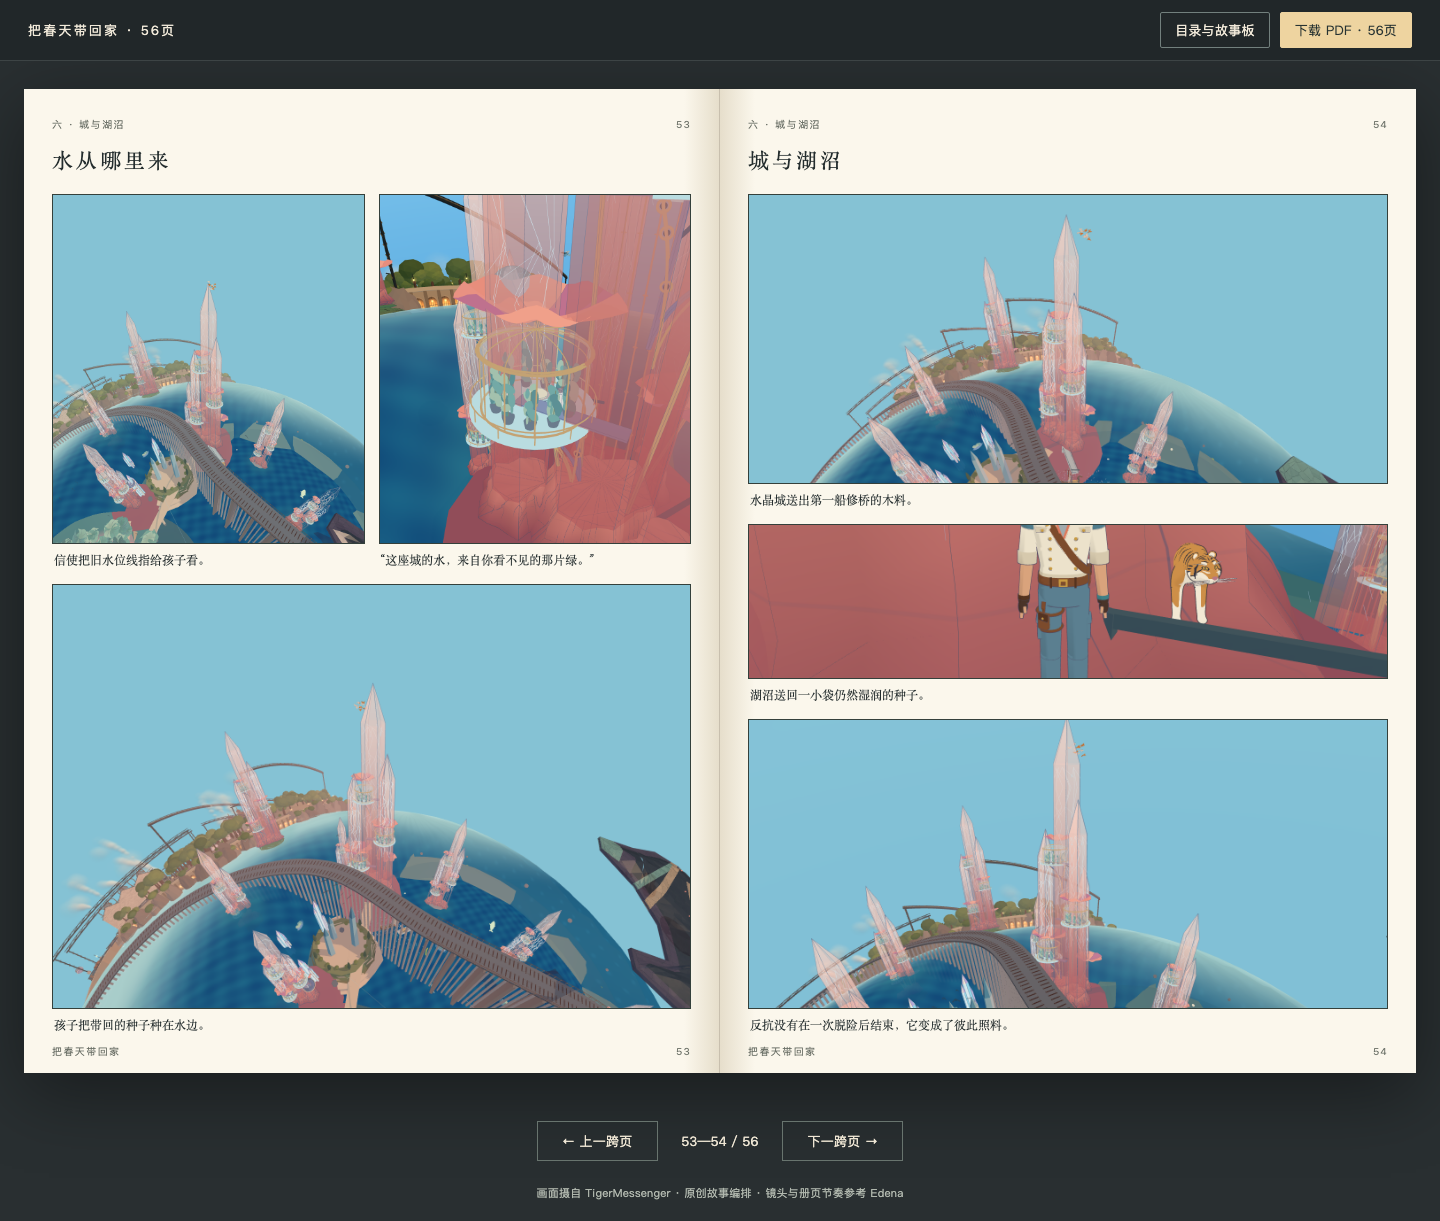 把春天带回家 · 56页
目录与故事板
下载 PDF · 56页
六 · 城与湖沼
53
水从哪里来
信使把旧水位线指给孩子看。
“这座城的水，来自你看不见的那片绿。”
孩子把带回的种子种在水边。
把春天带回家
53
六 · 城与湖沼
54
城与湖沼
水晶城送出第一船修桥的木料。
湖沼送回一小袋仍然湿润的种子。
反抗没有在一次脱险后结束，它变成了彼此照料。
把春天带回家
54
← 上一跨页
53—54 / 56
下一跨页 →
画面摄自 TigerMessenger · 原创故事编排 · 镜头与册页节奏参考 Edena